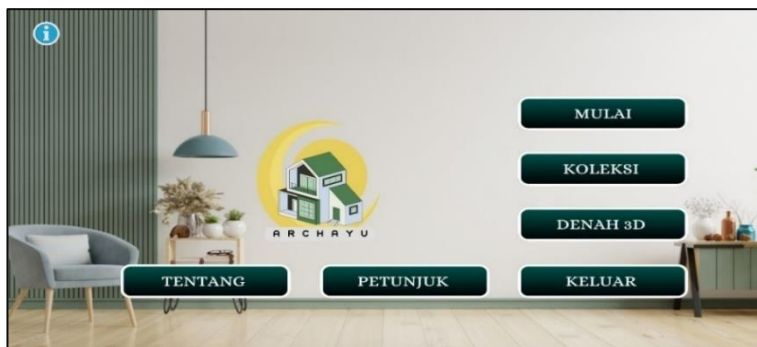 MULAI
KOLEKSI
ARCHAYU
DENAH 3D
TENTANG
PETUNJUK
KELUAR